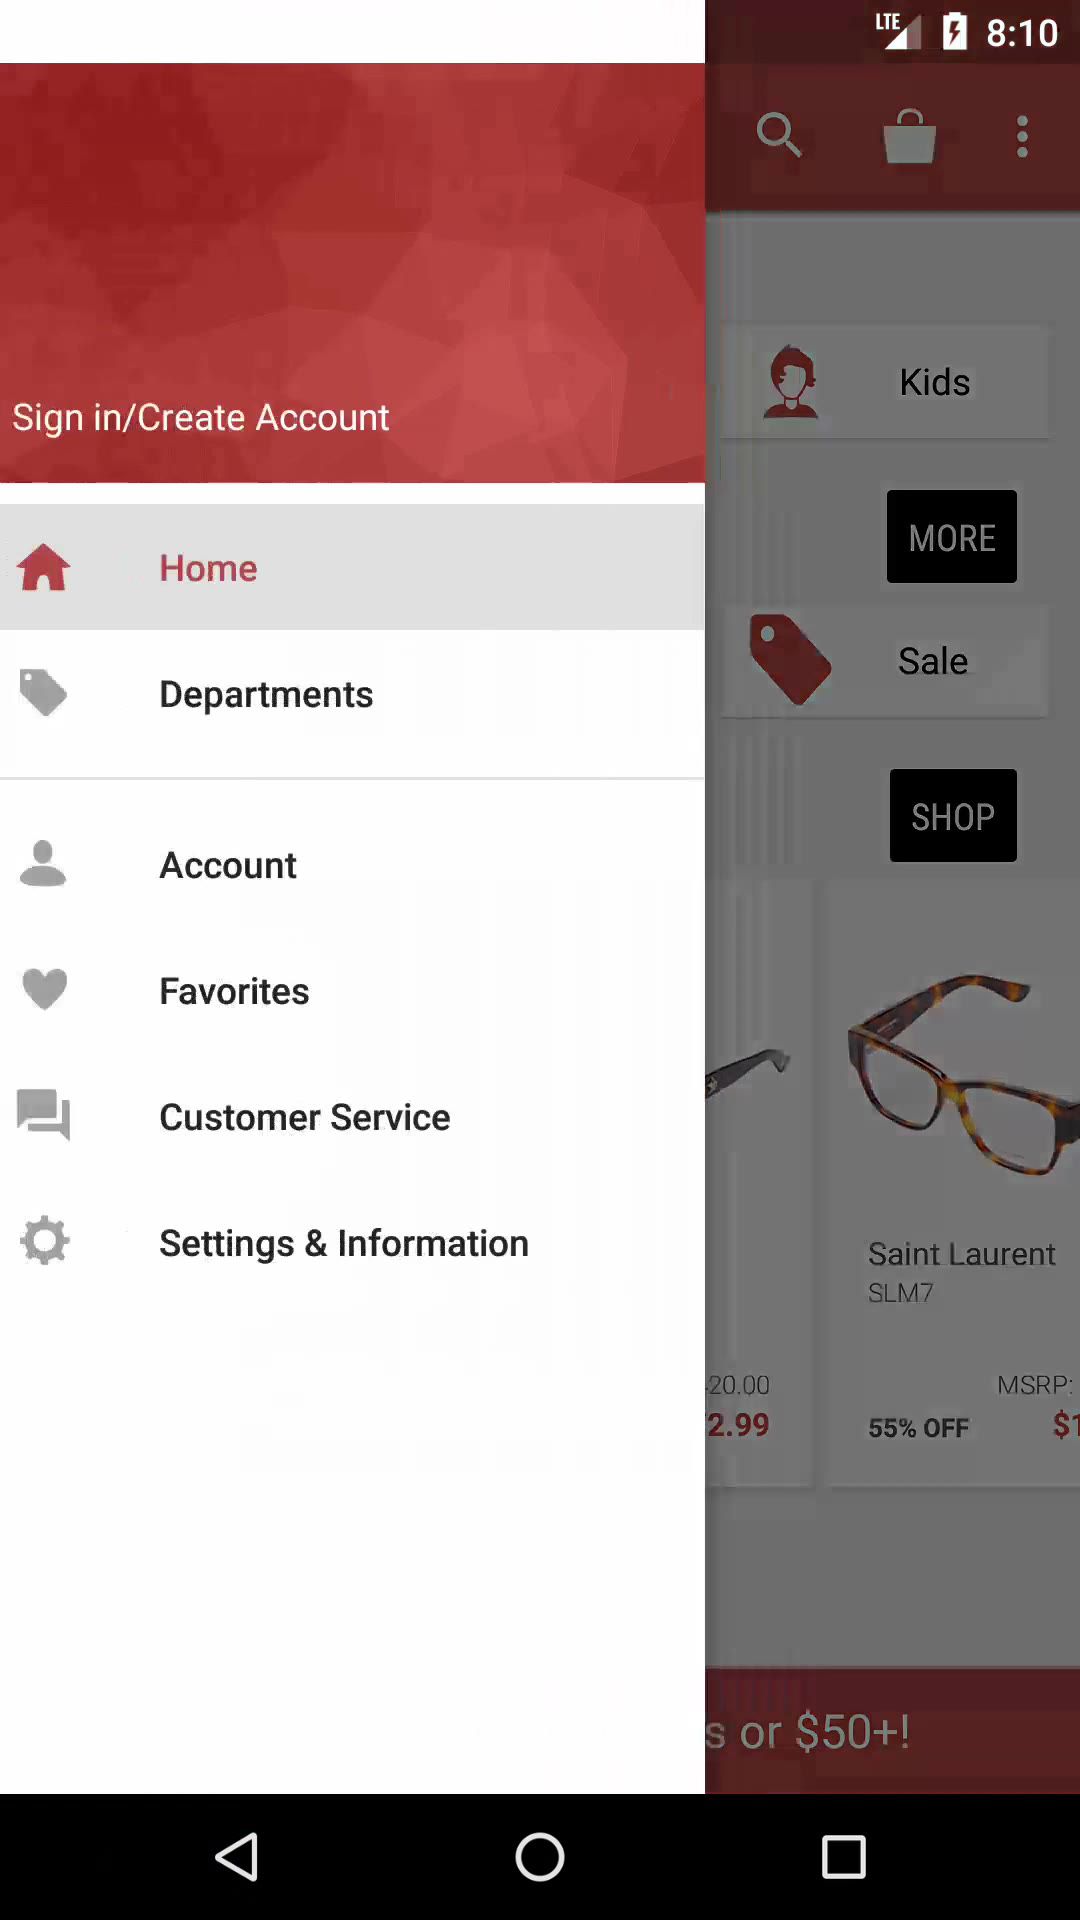 LTE 8:10
Sign in/Create Account
Home
Departments
Account
Favorites
Customer Service
Settings & Information
Kids
MORE
Sale
SHOP
20.00
2.99
Saint Laurent
SLM7
MSRP:
55% OFF
$1
s or $50+!